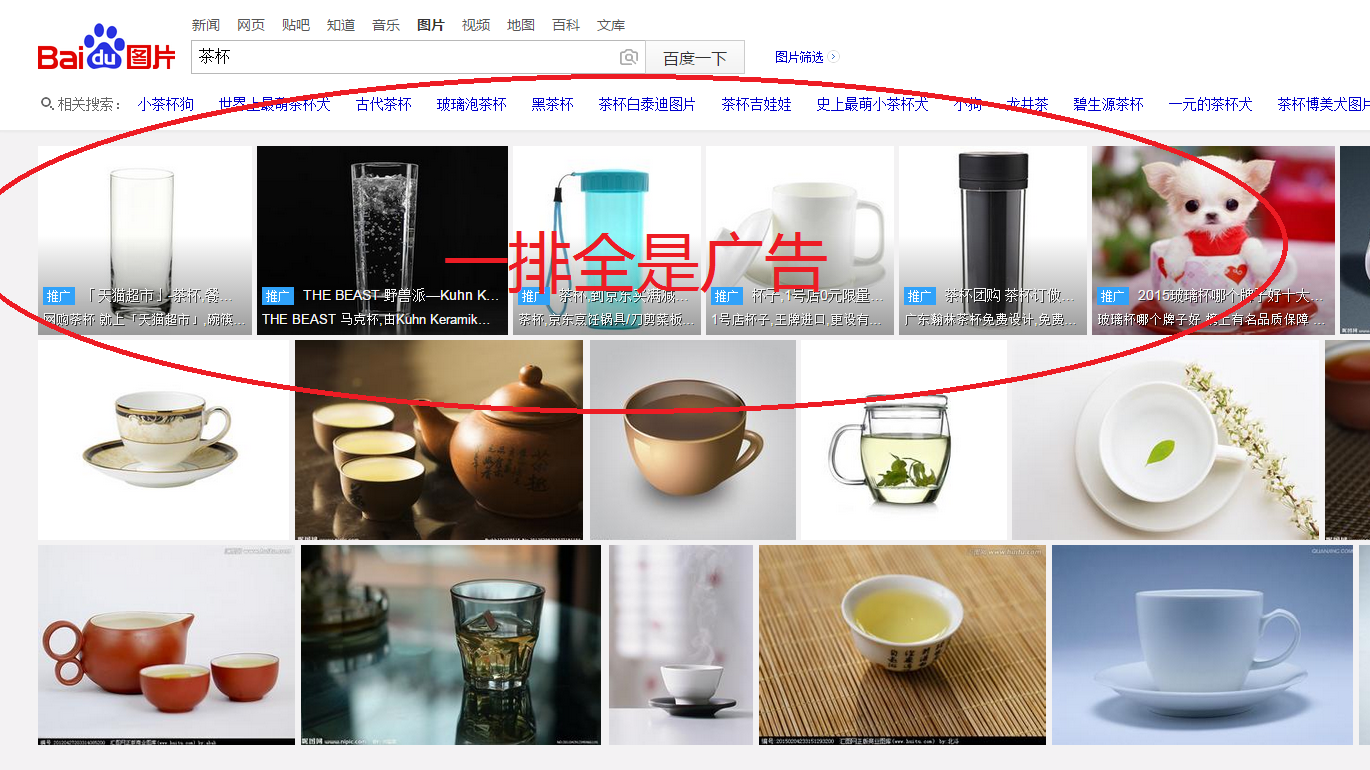 新闻 网页 贴吧 知道 音乐 图片 视频 地图 百科 文库
Baidu图片
茶杯
百度一下
图片筛选
相关搜索： 小茶杯狗 世界上最萌茶杯犬 古代茶杯 玻璃泡茶杯 黑茶杯 茶杯白泰迪图片 茶杯吉娃娃 史上最萌小茶杯犬 小狗 龙井茶 碧生源茶杯 一元的茶杯犬 茶杯博美犬图片
一排全是广告
推广 「天猫超市」茶杯,餐...
网购茶杯 就上「天猫超市」,碗筷...
推广 THE BEAST 野兽派—Kuhn K...
THE BEAST 马克杯,由Kuhn Keramik...
推广 茶杯,到京东买满减...
茶杯,京东烹饪锅具/刀剪菜板...
推广 杯子,1号店0元限量...
1号店杯子,王牌进口,更设有...
推广 茶杯团购 茶杯订做...
广东瀚林茶杯免费设计,免费...
推广 2015玻璃杯哪个牌子好十大...
玻璃杯哪个牌子好 榜上有名品质保障...